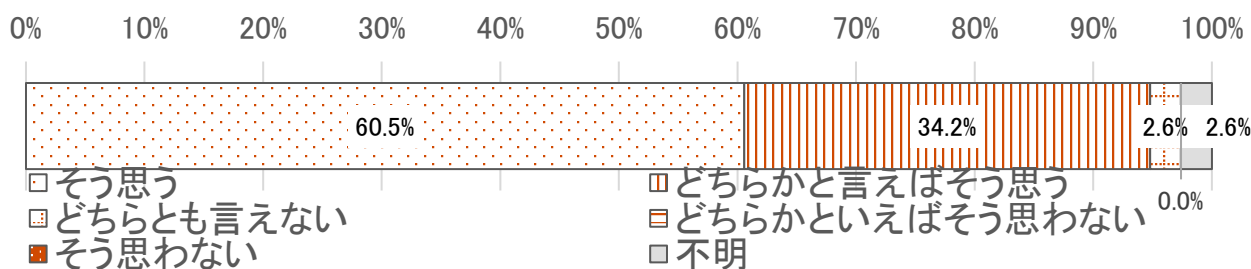 0% 10% 20% 30% 40% 50% 60% 70% 80% 90% 100%
60.5% 34.2% 2.6% 2.6%
そう思う どちらかと言えばそう思う
0.0%
どちらとも言えない どちらかといえばそう思わない
そう思わない 不明